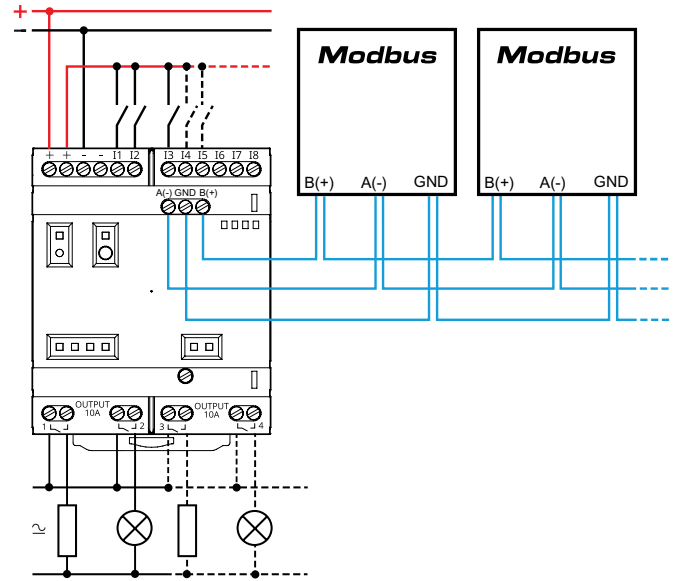 +
-
Modbus Modbus
+ + - - I1 I2 I3 I4 I5 I6 I7 I8
B(+) A(-) GND B(+) A(-) GND
A(-) GND B(+)
OUTPUT 10A OUTPUT 10A
1 2 3 4